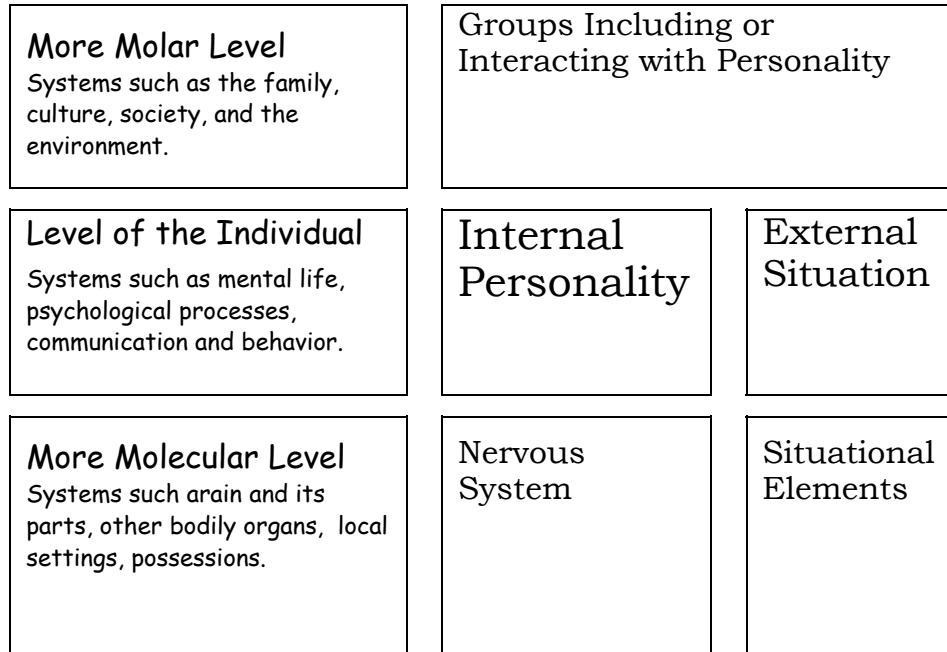 More Molar Level
Systems such as the family,
culture, society, and the
environment.
Groups Including or
Interacting with Personality
Level of the Individual
Systems such as mental life,
psychological processes,
communication and behavior.
Internal
Personality
External
Situation
More Molecular Level
Systems such arain and its
parts, other bodily organs,  local
settings, possessions.
Nervous
System
Situational
Elements